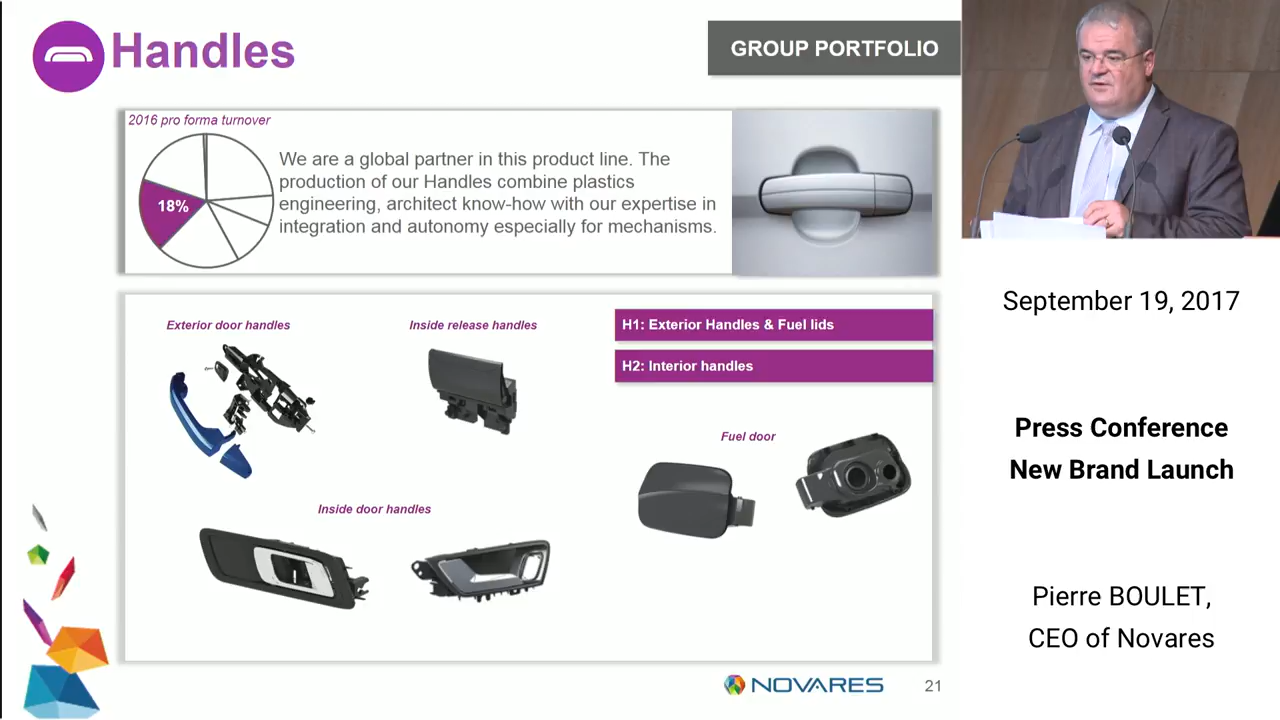 Handles
GROUP PORTFOLIO
2016 pro forma turnover
18%
We are a global partner in this product line. The
production of our Handles combine plastics
engineering, architect know-how with our expertise in
integration and autonomy especially for mechanisms.
Exterior door handles
Inside release handles
H1: Exterior Handles & Fuel lids
H2: Interior handles
Fuel door
Inside door handles
NOVARES
21
September 19, 2017
Press Conference
New Brand Launch
Pierre BOULET,
CEO of Novares